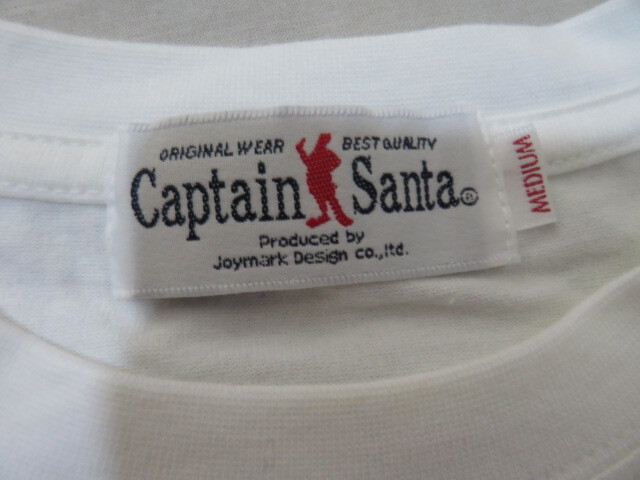 ORIGINAL WEAR BEST QUALITY
Captain Santa®
Produced by
Joymark Design co.,ltd.
MEDIUM